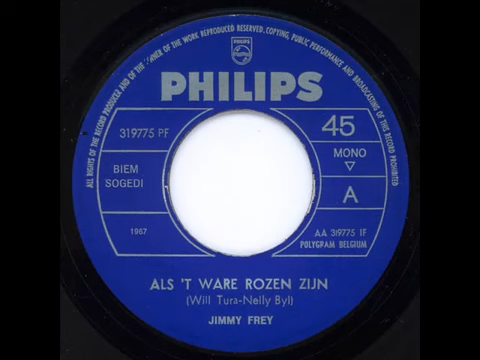 ALL RIGHTS OF THE RECORD PRODUCER AND OF THE OWNER OF THE WORK REPRODUCED RESERVED. COPYING, PUBLIC PERFORMANCE AND BROADCASTING OF THIS RECORD PROHIBITED
PHILIPS
PHILIPS
319775 PF
45
BIEM
SOGEDI
MONO
A
1967
AA 319775 1F
POLYGRAM BELGIUM
ALS 'T WARE ROZEN ZIJN
(Will Tura-Nelly Byl)
JIMMY FREY